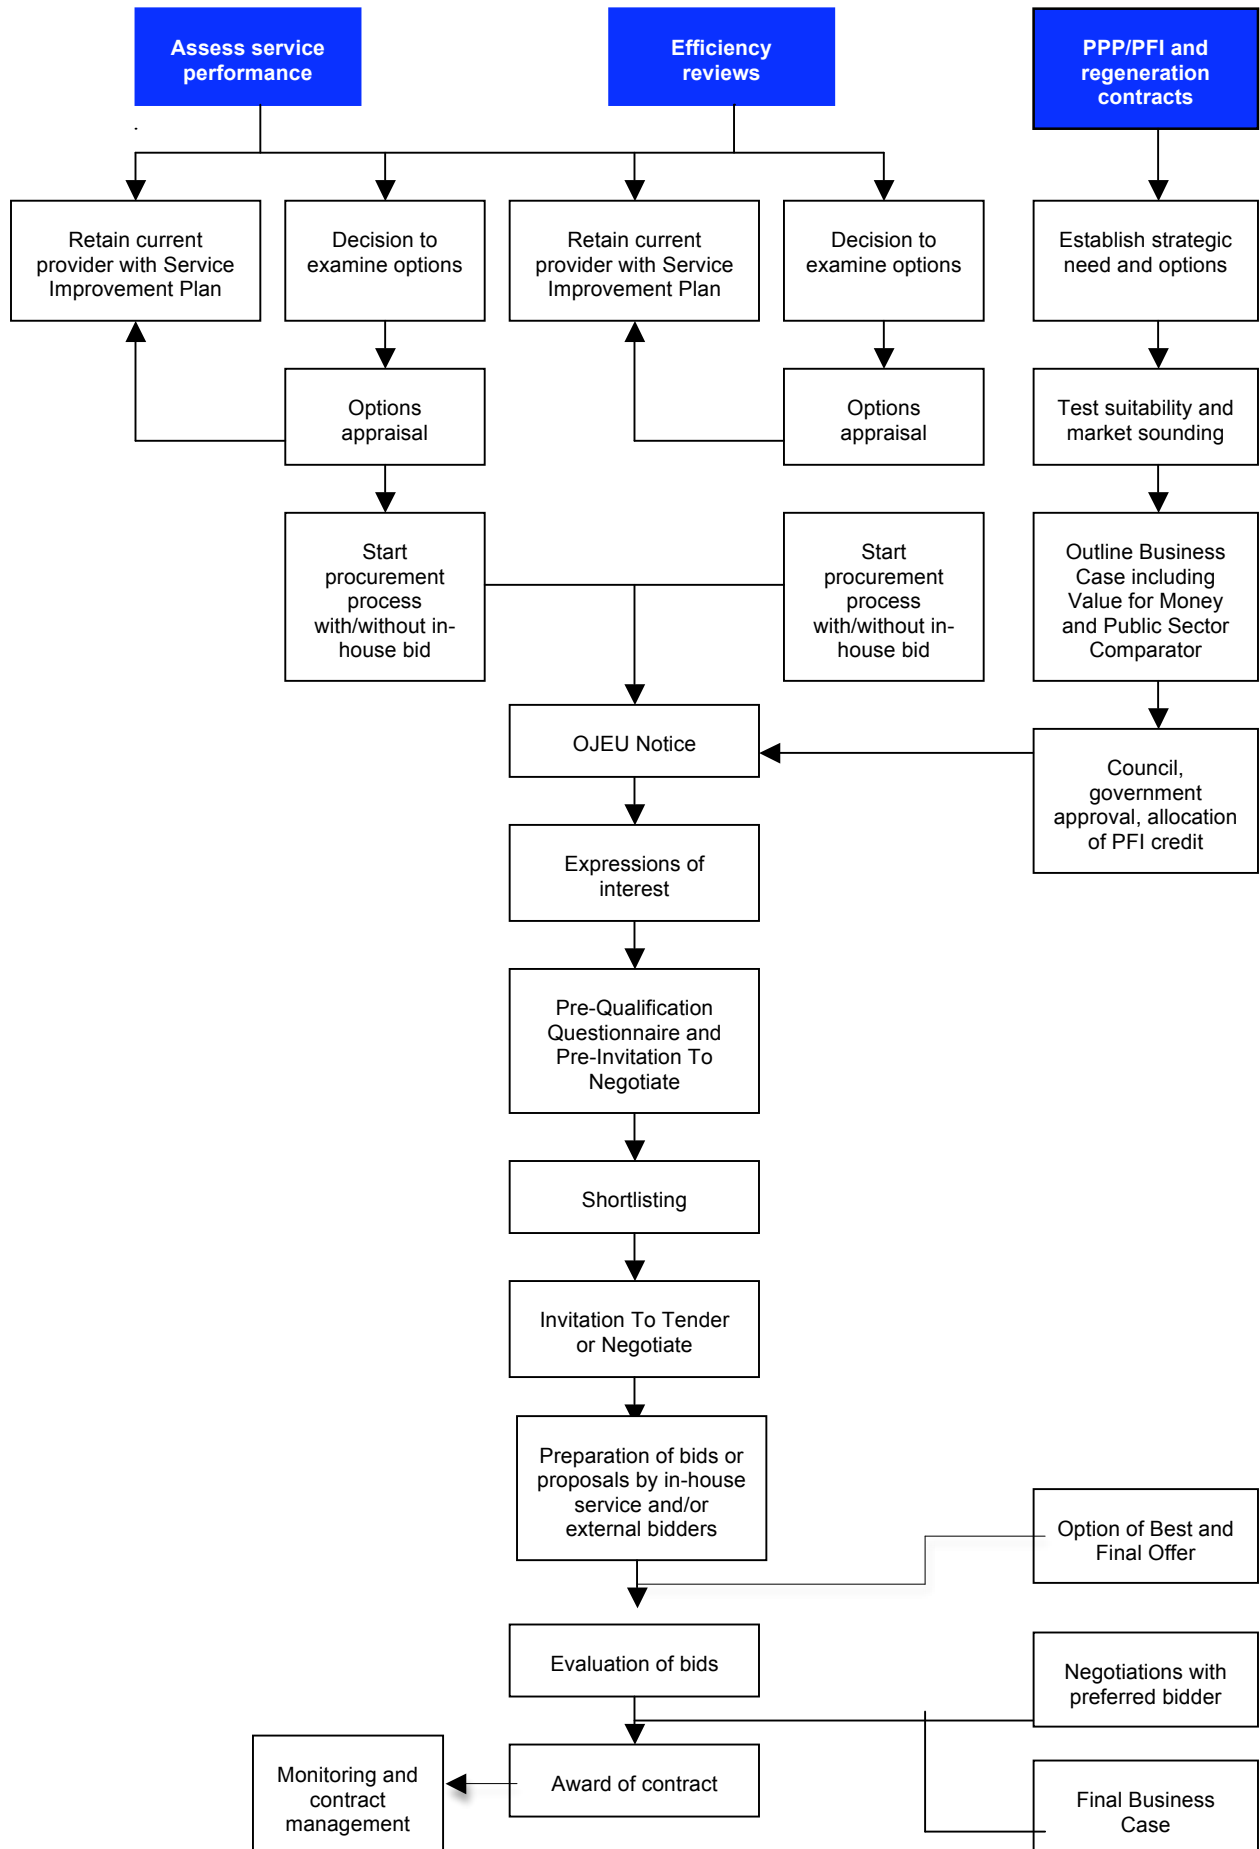 Assess service
performance
Efficiency
reviews
PPP/PFI and
regeneration
contracts
Retain current
provider with Service
Improvement Plan
Decision to
examine options
Retain current
provider with Service
Improvement Plan
Decision to
examine options
Establish strategic
need and options
Options
appraisal
Options
appraisal
Test suitability and
market sounding
Start
procurement
process
with/without in-
house bid
Start
procurement
process
with/without in-
house bid
Outline Business
Case including
Value for Money
and Public Sector
Comparator
OJEU Notice
Council,
government
approval, allocation
of PFI credit
Expressions of
interest
Pre-Qualification
Questionnaire and
Pre-Invitation To
Negotiate
Shortlisting
Invitation To Tender
or Negotiate
Preparation of bids or
proposals by in-house
service and/or
external bidders
Option of Best and
Final Offer
Evaluation of bids
Negotiations with
preferred bidder
Monitoring and
contract
management
Award of contract
Final Business
Case